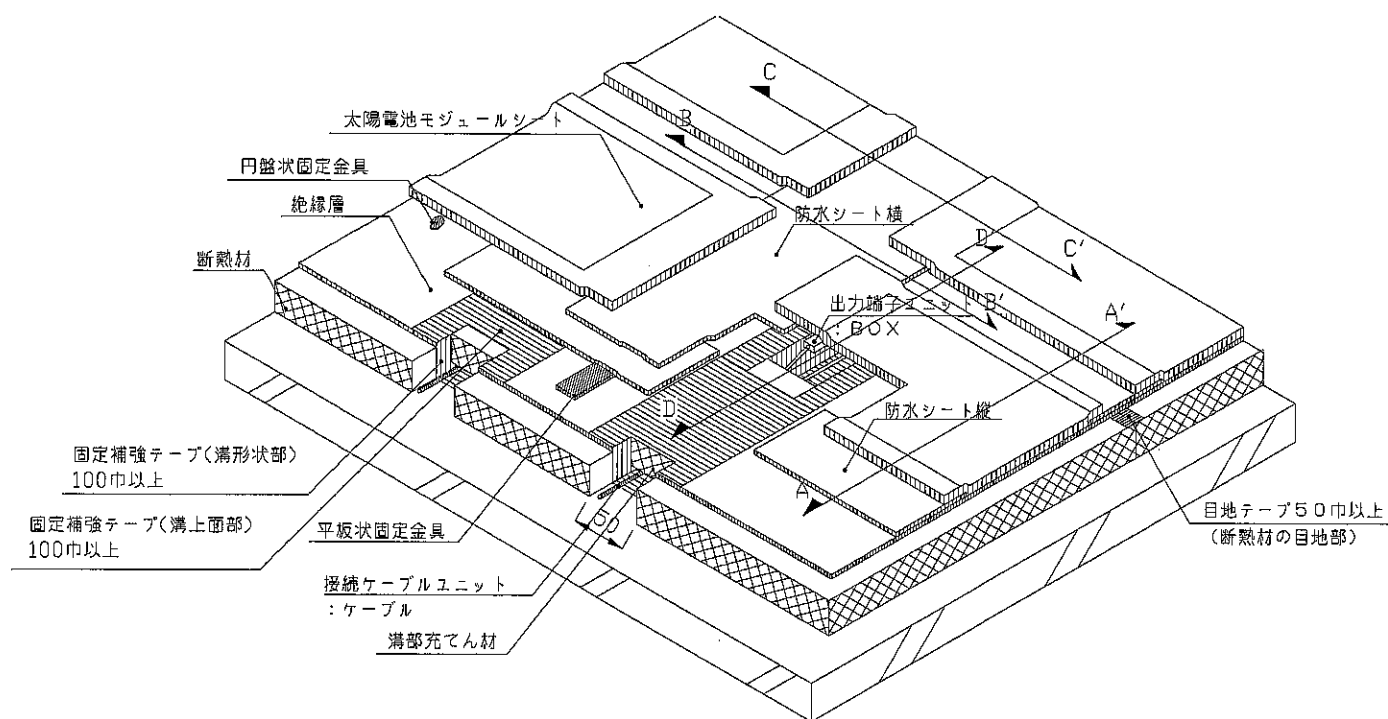 C
太陽電池モジュールシート
B
円盤状固定金具
絶縁層
防水シート横
断熱材
D
C'
出力端子ユニット
:BOX
B'
A'
D
防水シート縦
固定補強テープ(溝形状部)
100巾以上
A
固定補強テープ(溝上面部)
100巾以上
平板状固定金具
50
目地テープ50巾以上
(断熱材の目地部)
接続ケーブルユニット
:ケーブル
溝部充てん材